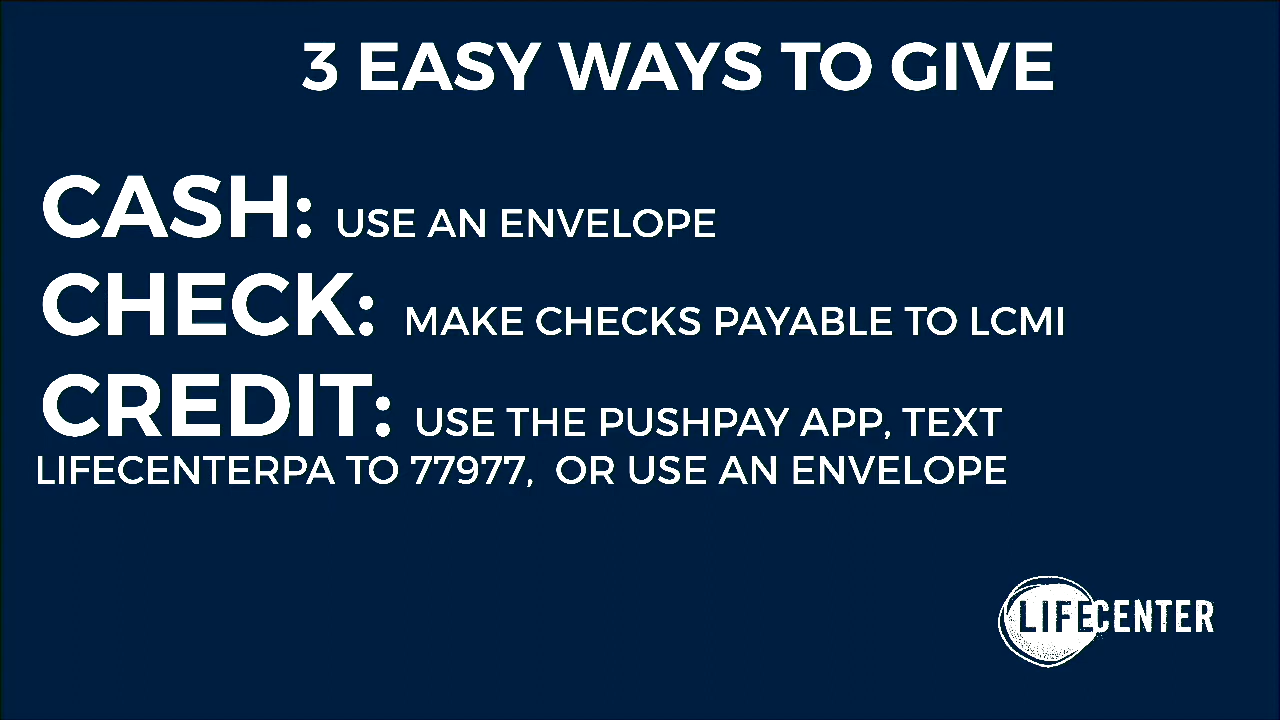 3 EASY WAYS TO GIVE
CASH: USE AN ENVELOPE
CHECK: MAKE CHECKS PAYABLE TO LCMI
CREDIT: USE THE PUSHPAY APP, TEXT
LIFECENTERPA TO 77977, OR USE AN ENVELOPE
LIFECENTER